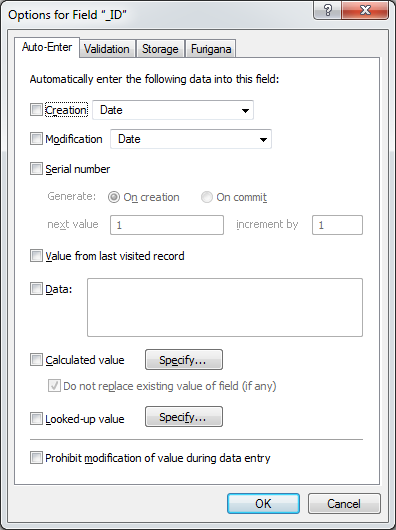 Options for Field “_ID”
Auto-Enter Validation Storage Furigana
Automatically enter the following data into this field:
Creation Date
Modification Date
Serial number
Generate: On creation On commit
next value 1 increment by 1
Value from last visited record
Data:
Calculated value Specify...
Do not replace existing value of field (if any)
Looked-up value Specify...
Prohibit modification of value during data entry
OK Cancel